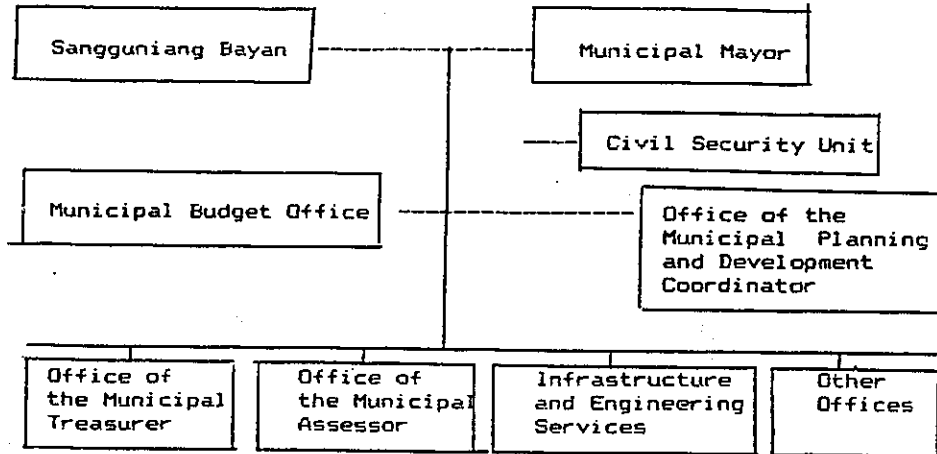 Sangguniang Bayan
Municipal Mayor
Civil Security Unit
Municipal Budget Office
Office of the
Municipal Planning
and Development
Coordinator
Office of
the Municipal
Treasurer
Office of
the Municipal
Assessor
Infrastructure
and Engineering
Services
Other
Offices